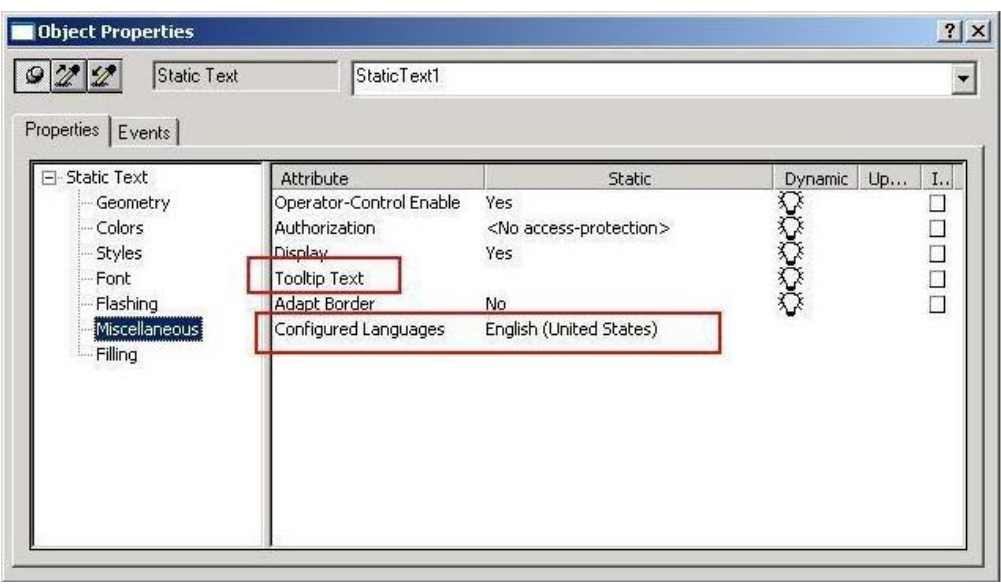 Object Properties
Static Text StaticText1
Properties Events
Static Text
Geometry
Colors
Styles
Font
Flashing
Miscellaneous
Filling
Attribute Static Dynamic Up... I..
Operator-Control Enable Yes
Authorization <No access-protection>
Display Yes
Tooltip Text
Adapt Border No
Configured Languages English (United States)